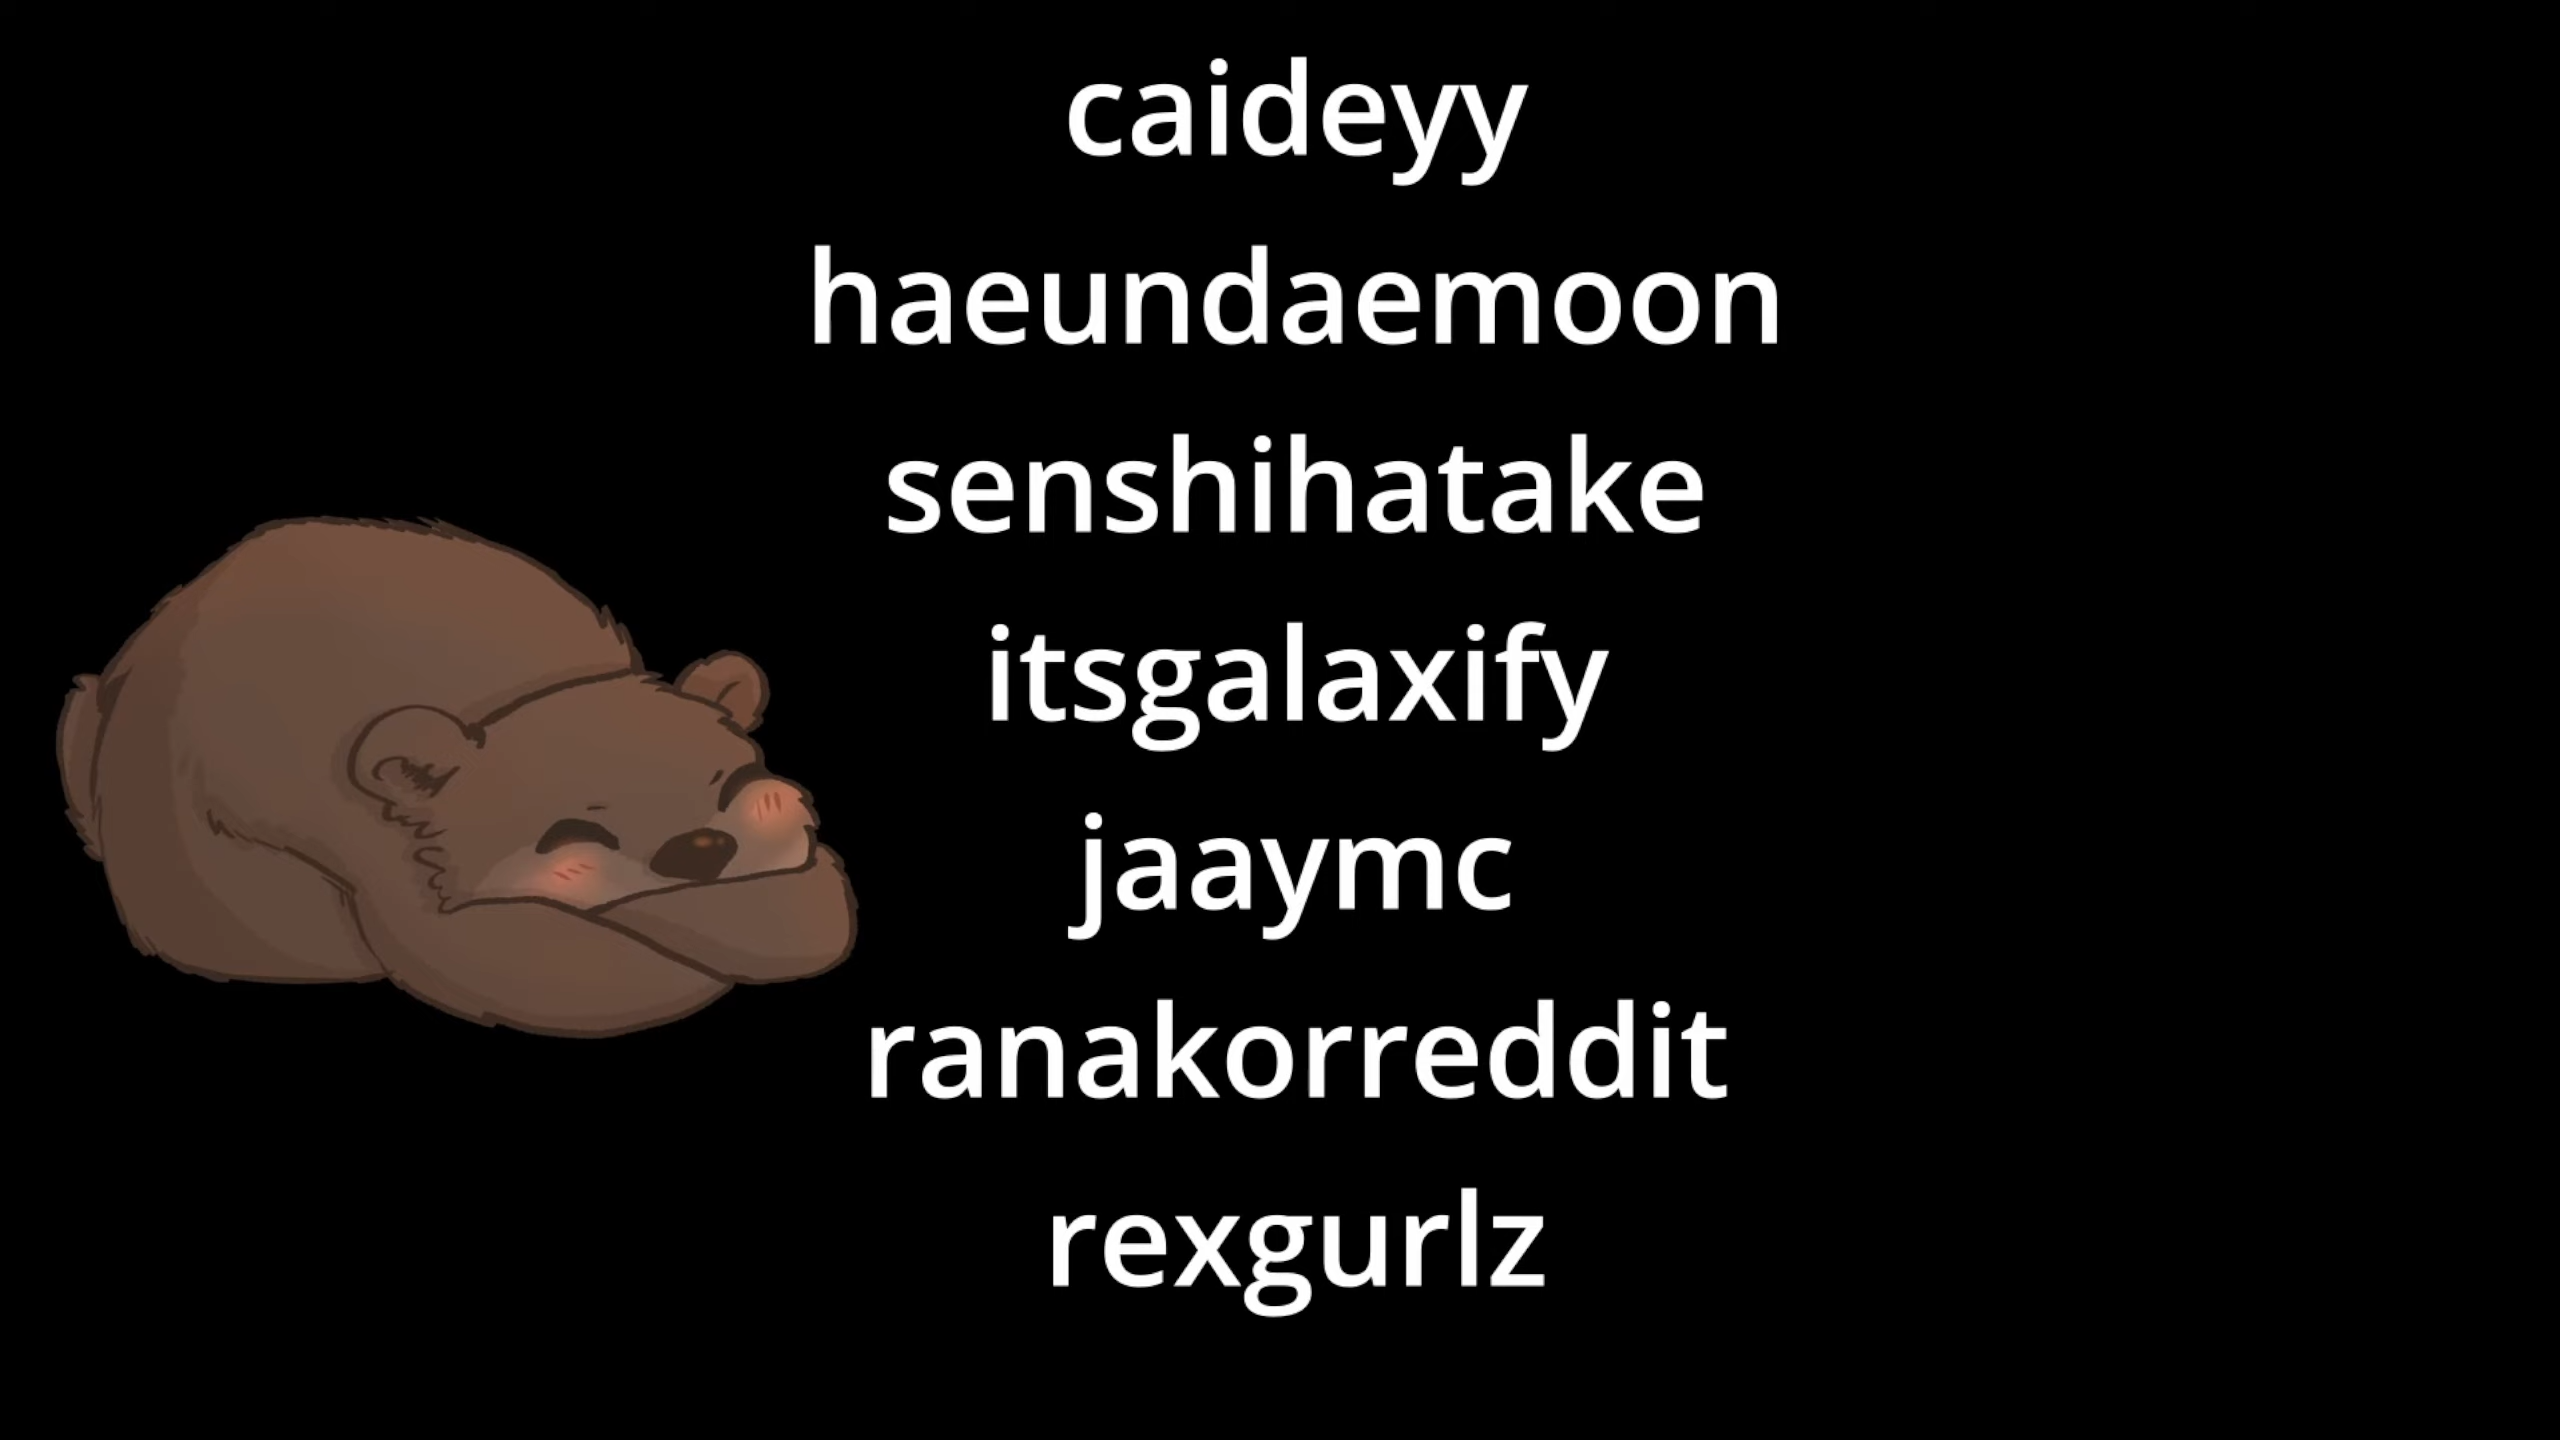 caideyy
haeundaemoon
senshihatake
itsgalaxify
jaaymc
ranakorreddit
rexgurlz